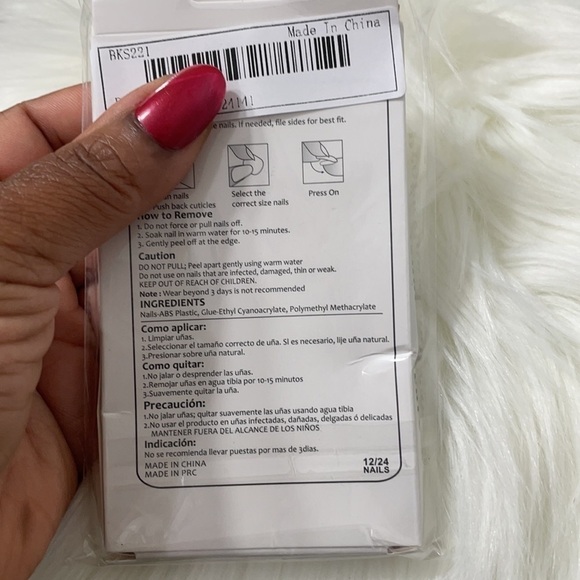 BKS221
Made In China
24141
nails. If needed, file sides for best fit.
nails
Push back cuticles
Select the
correct size nails
Press On
How to Remove
1. Do not force or pull nails off.
2. Soak nail in warm water for 10-15 minutes.
3. Gently peel off at the edge.
Caution
DO NOT PULL; Peel apart gently using warm water
Do not use on nails that are infected, damaged, thin or weak.
KEEP OUT OF REACH OF CHILDREN.
Note : Wear beyond 3 days is not recommended
INGREDIENTS
Nails-ABS Plastic, Glue-Ethyl Cyanoacrylate, Polymethyl Methacrylate
Como aplicar:
1. Limpiar uñas.
2.Seleccionar el tamaño correcto de uña. Sl es necesario, lije uña natural.
3.Presionar sobre uña natural.
Como quitar:
1.No jalar o desprender las uñas.
2.Remojar uñas en agua tibia por 10-15 minutos
3.Suavemente quitar la uña.
Precaución:
1.No jalar uñas; quitar suavemente las uñas usando agua tibia
2.No usar el producto en uñas infectadas, dañadas, delgadas ó delicadas
MANTENER FUERA DEL ALCANCE DE LOS NIÑOS
Indicación:
No se recomienda llevar puestas por mas de 3dias.
MADE IN CHINA
MADE IN PRC
12/24
NAILS